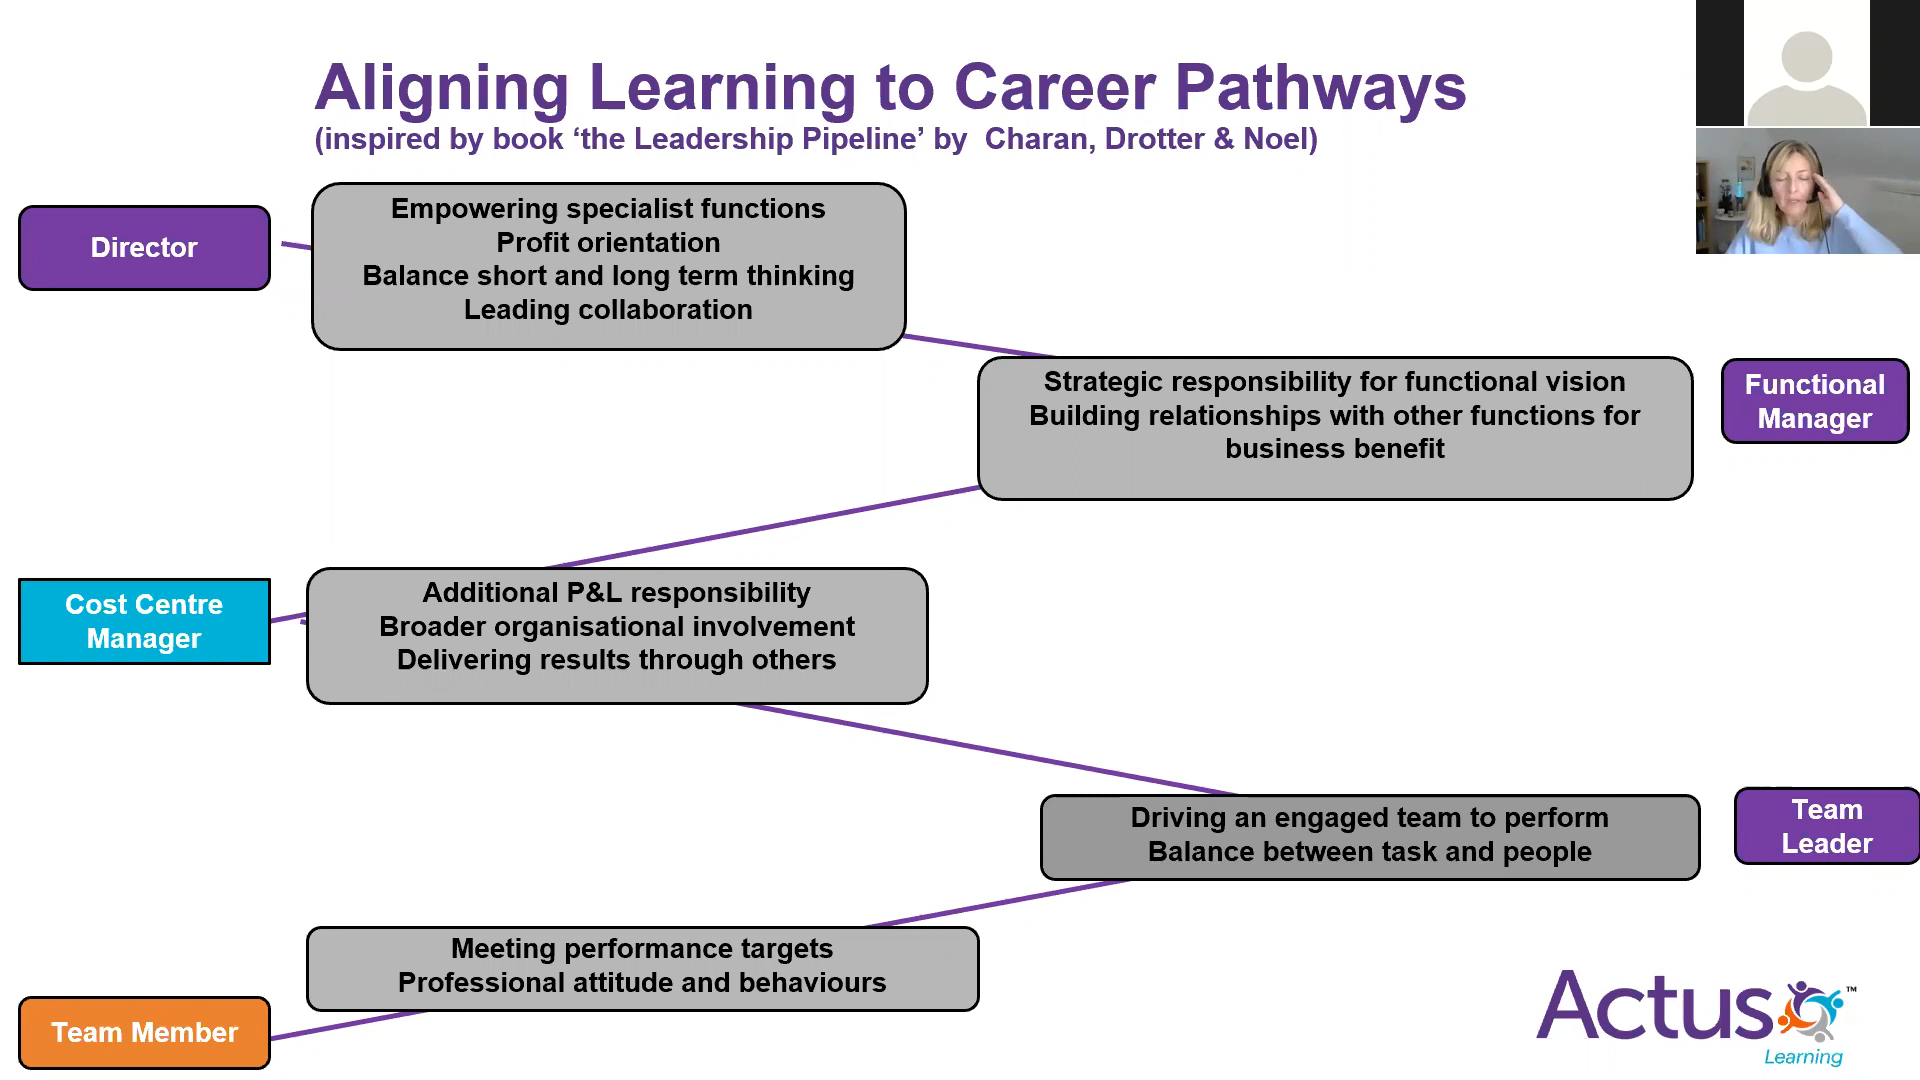 Aligning Learning to Career Pathways
(inspired by book ‘the Leadership Pipeline’ by  Charan, Drotter & Noel)
Director
Empowering specialist functions
Profit orientation
Balance short and long term thinking
Leading collaboration
Strategic responsibility for functional vision
Building relationships with other functions for
business benefit
Functional
Manager
Cost Centre
Manager
Additional P&L responsibility
Broader organisational involvement
Delivering results through others
Driving an engaged team to perform
Balance between task and people
Team
Leader
Meeting performance targets
Professional attitude and behaviours
Team Member
Actus™
Learning